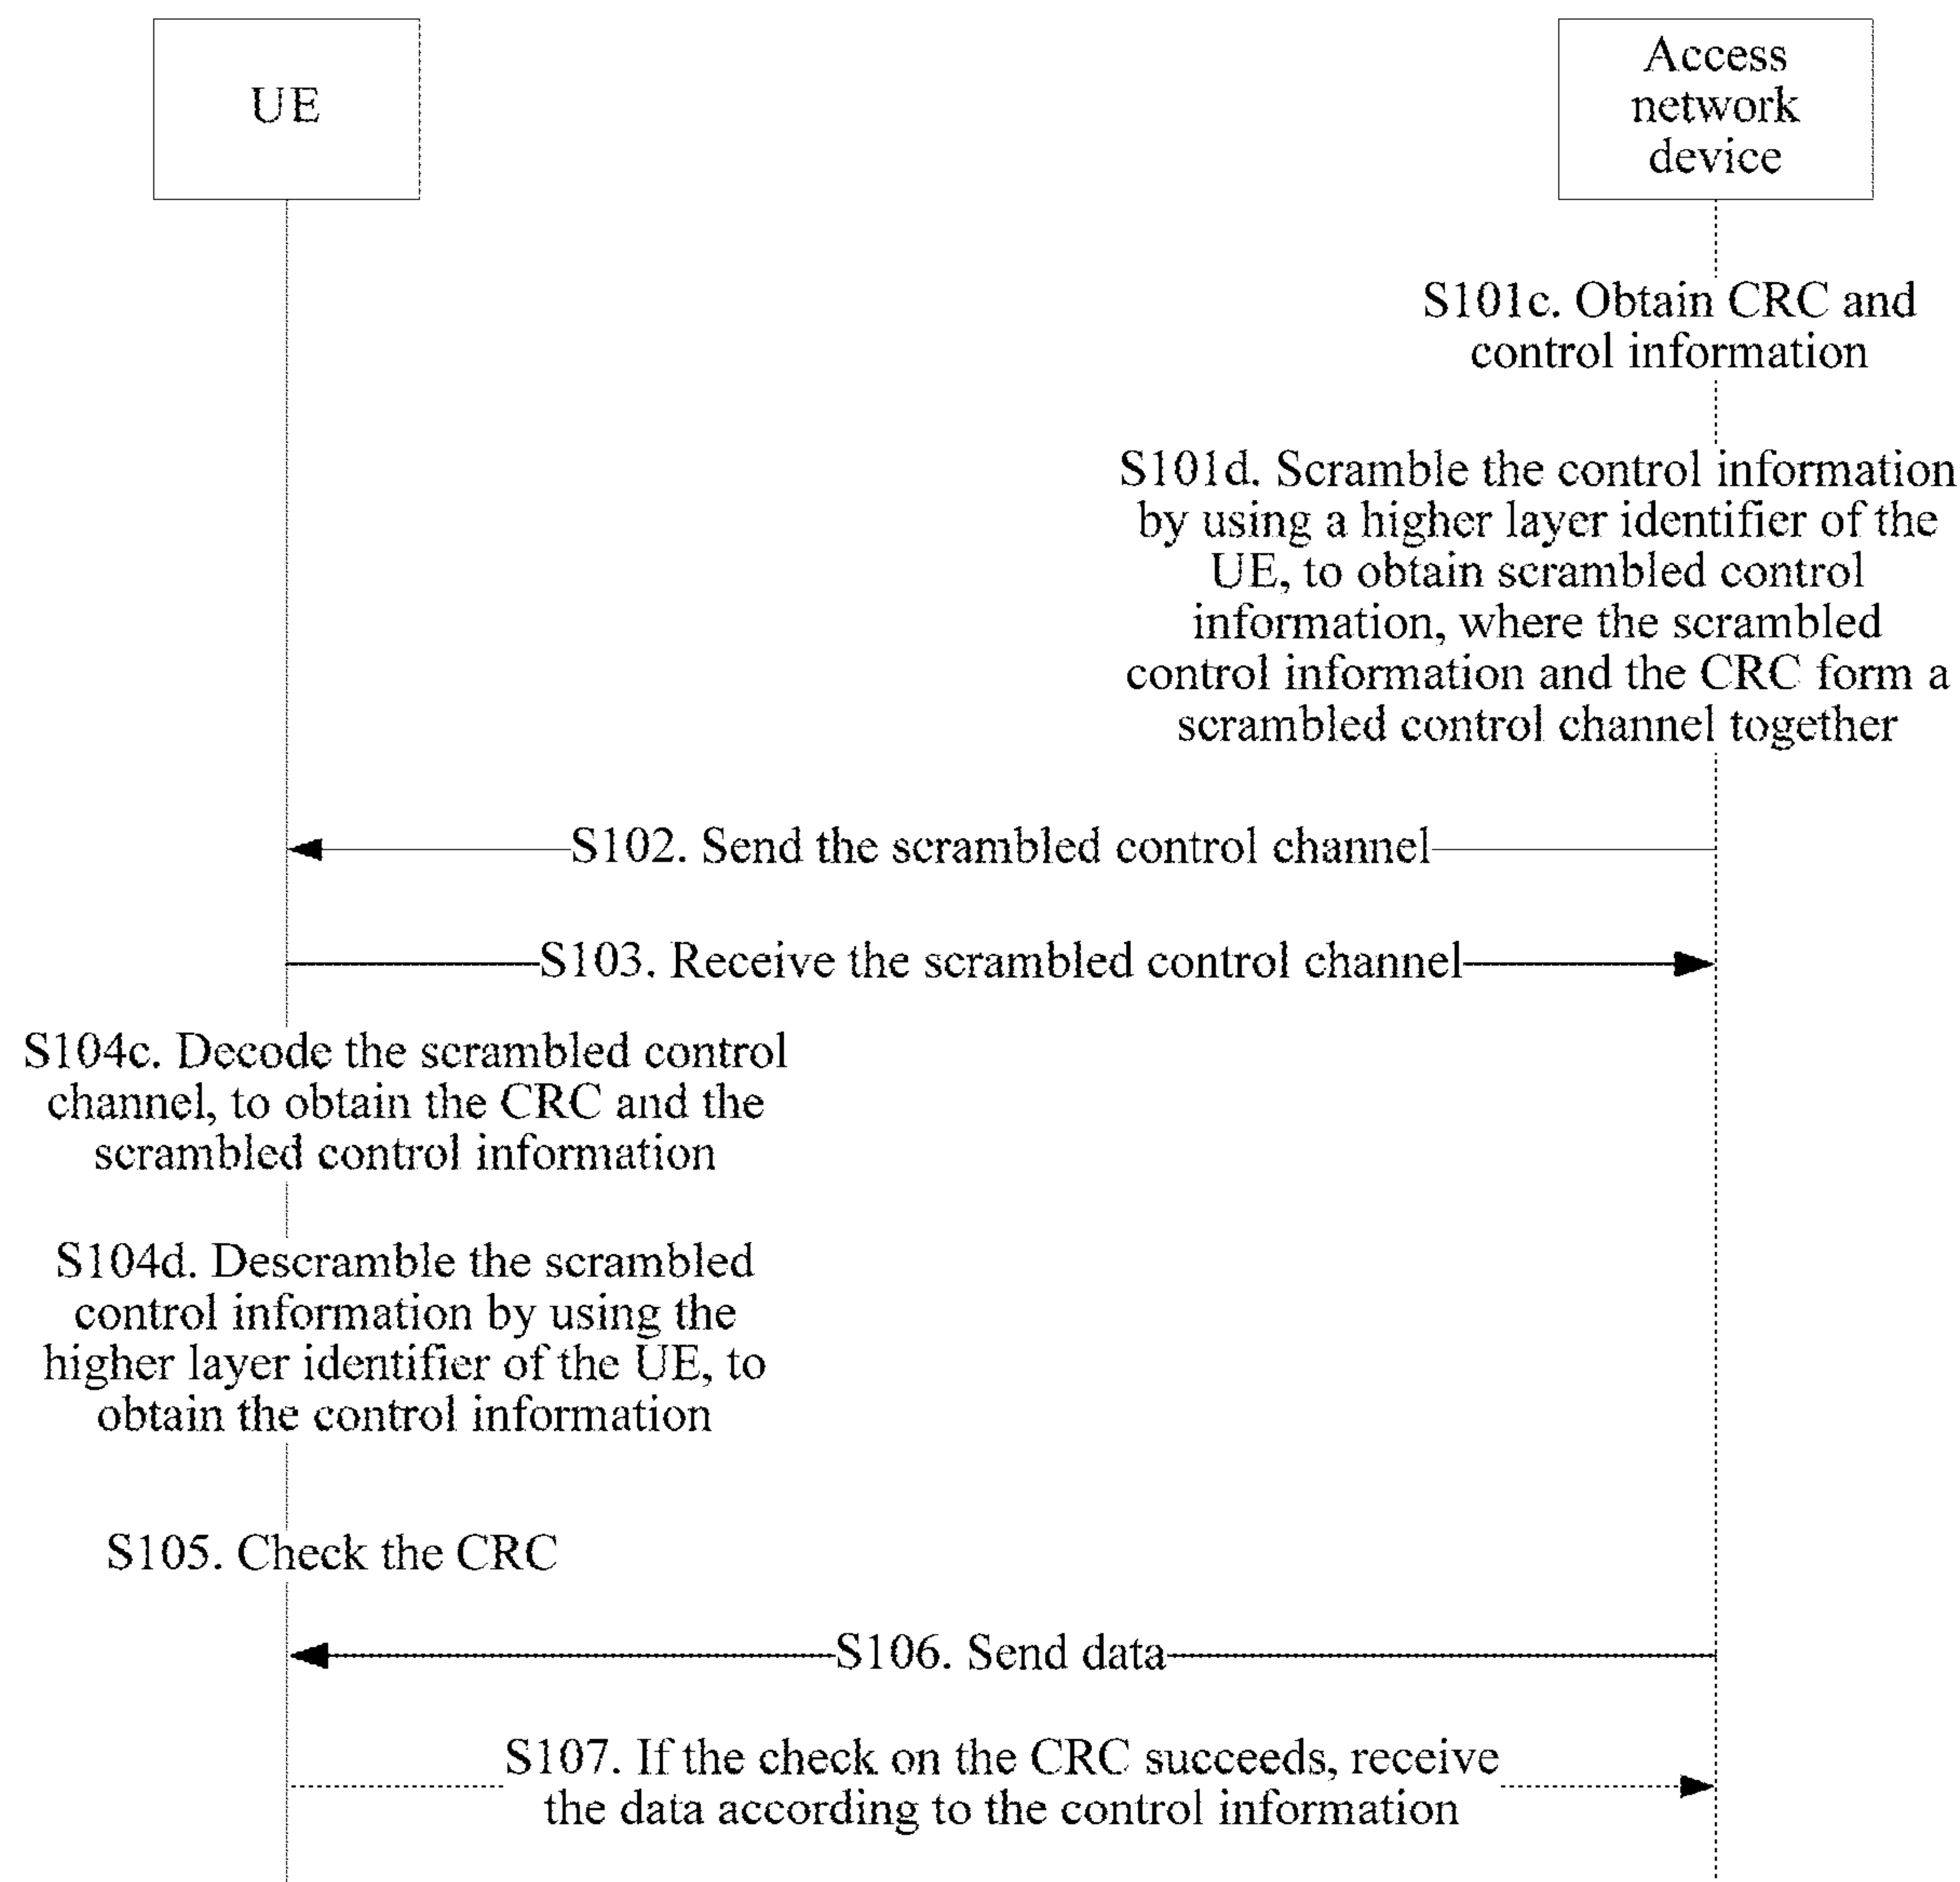 UE
Access
network
device
S101c. Obtain CRC and
control information
S101d. Scramble the control information
by using a higher layer identifier of the
UE, to obtain scrambled control
information, where the scrambled
control information and the CRC form a
scrambled control channel together
S102. Send the scrambled control channel
S103. Receive the scrambled control channel
S104c. Decode the scrambled control
channel, to obtain the CRC and the
scrambled control information
S104d. Descramble the scrambled
control information by using the
higher layer identifier of the UE, to
obtain the control information
S105. Check the CRC
S106. Send data
S107. If the check on the CRC succeeds, receive
the data according to the control information